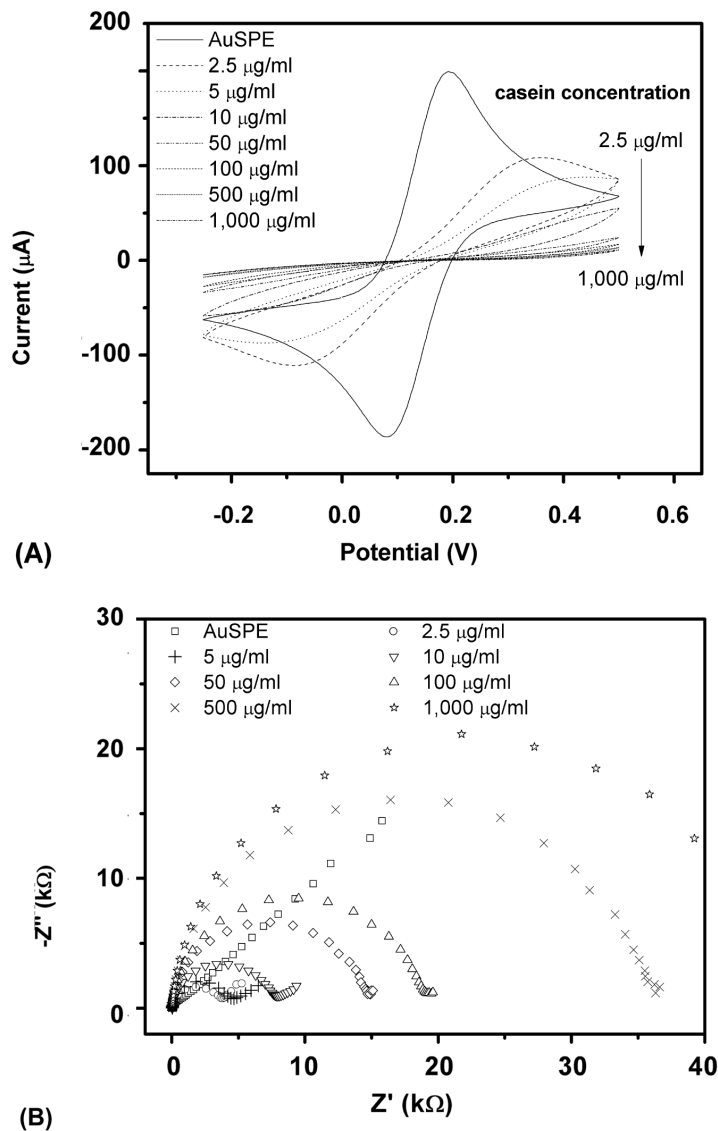 200
100
0
-100
-200
Current (μA)
AuSPE
2.5 μg/ml
5 μg/ml
10 μg/ml
50 μg/ml
100 μg/ml
500 μg/ml
1,000 μg/ml
casein concentration
2.5 μg/ml
1,000 μg/ml
-0.2 0.0 0.2 0.4 0.6
Potential (V)
(A)
30
20
10
0
-Z'' (kΩ)
AuSPE 2.5 μg/ml
5 μg/ml 10 μg/ml
50 μg/ml 100 μg/ml
500 μg/ml 1,000 μg/ml
0 10 20 30 40
Z' (kΩ)
(B)